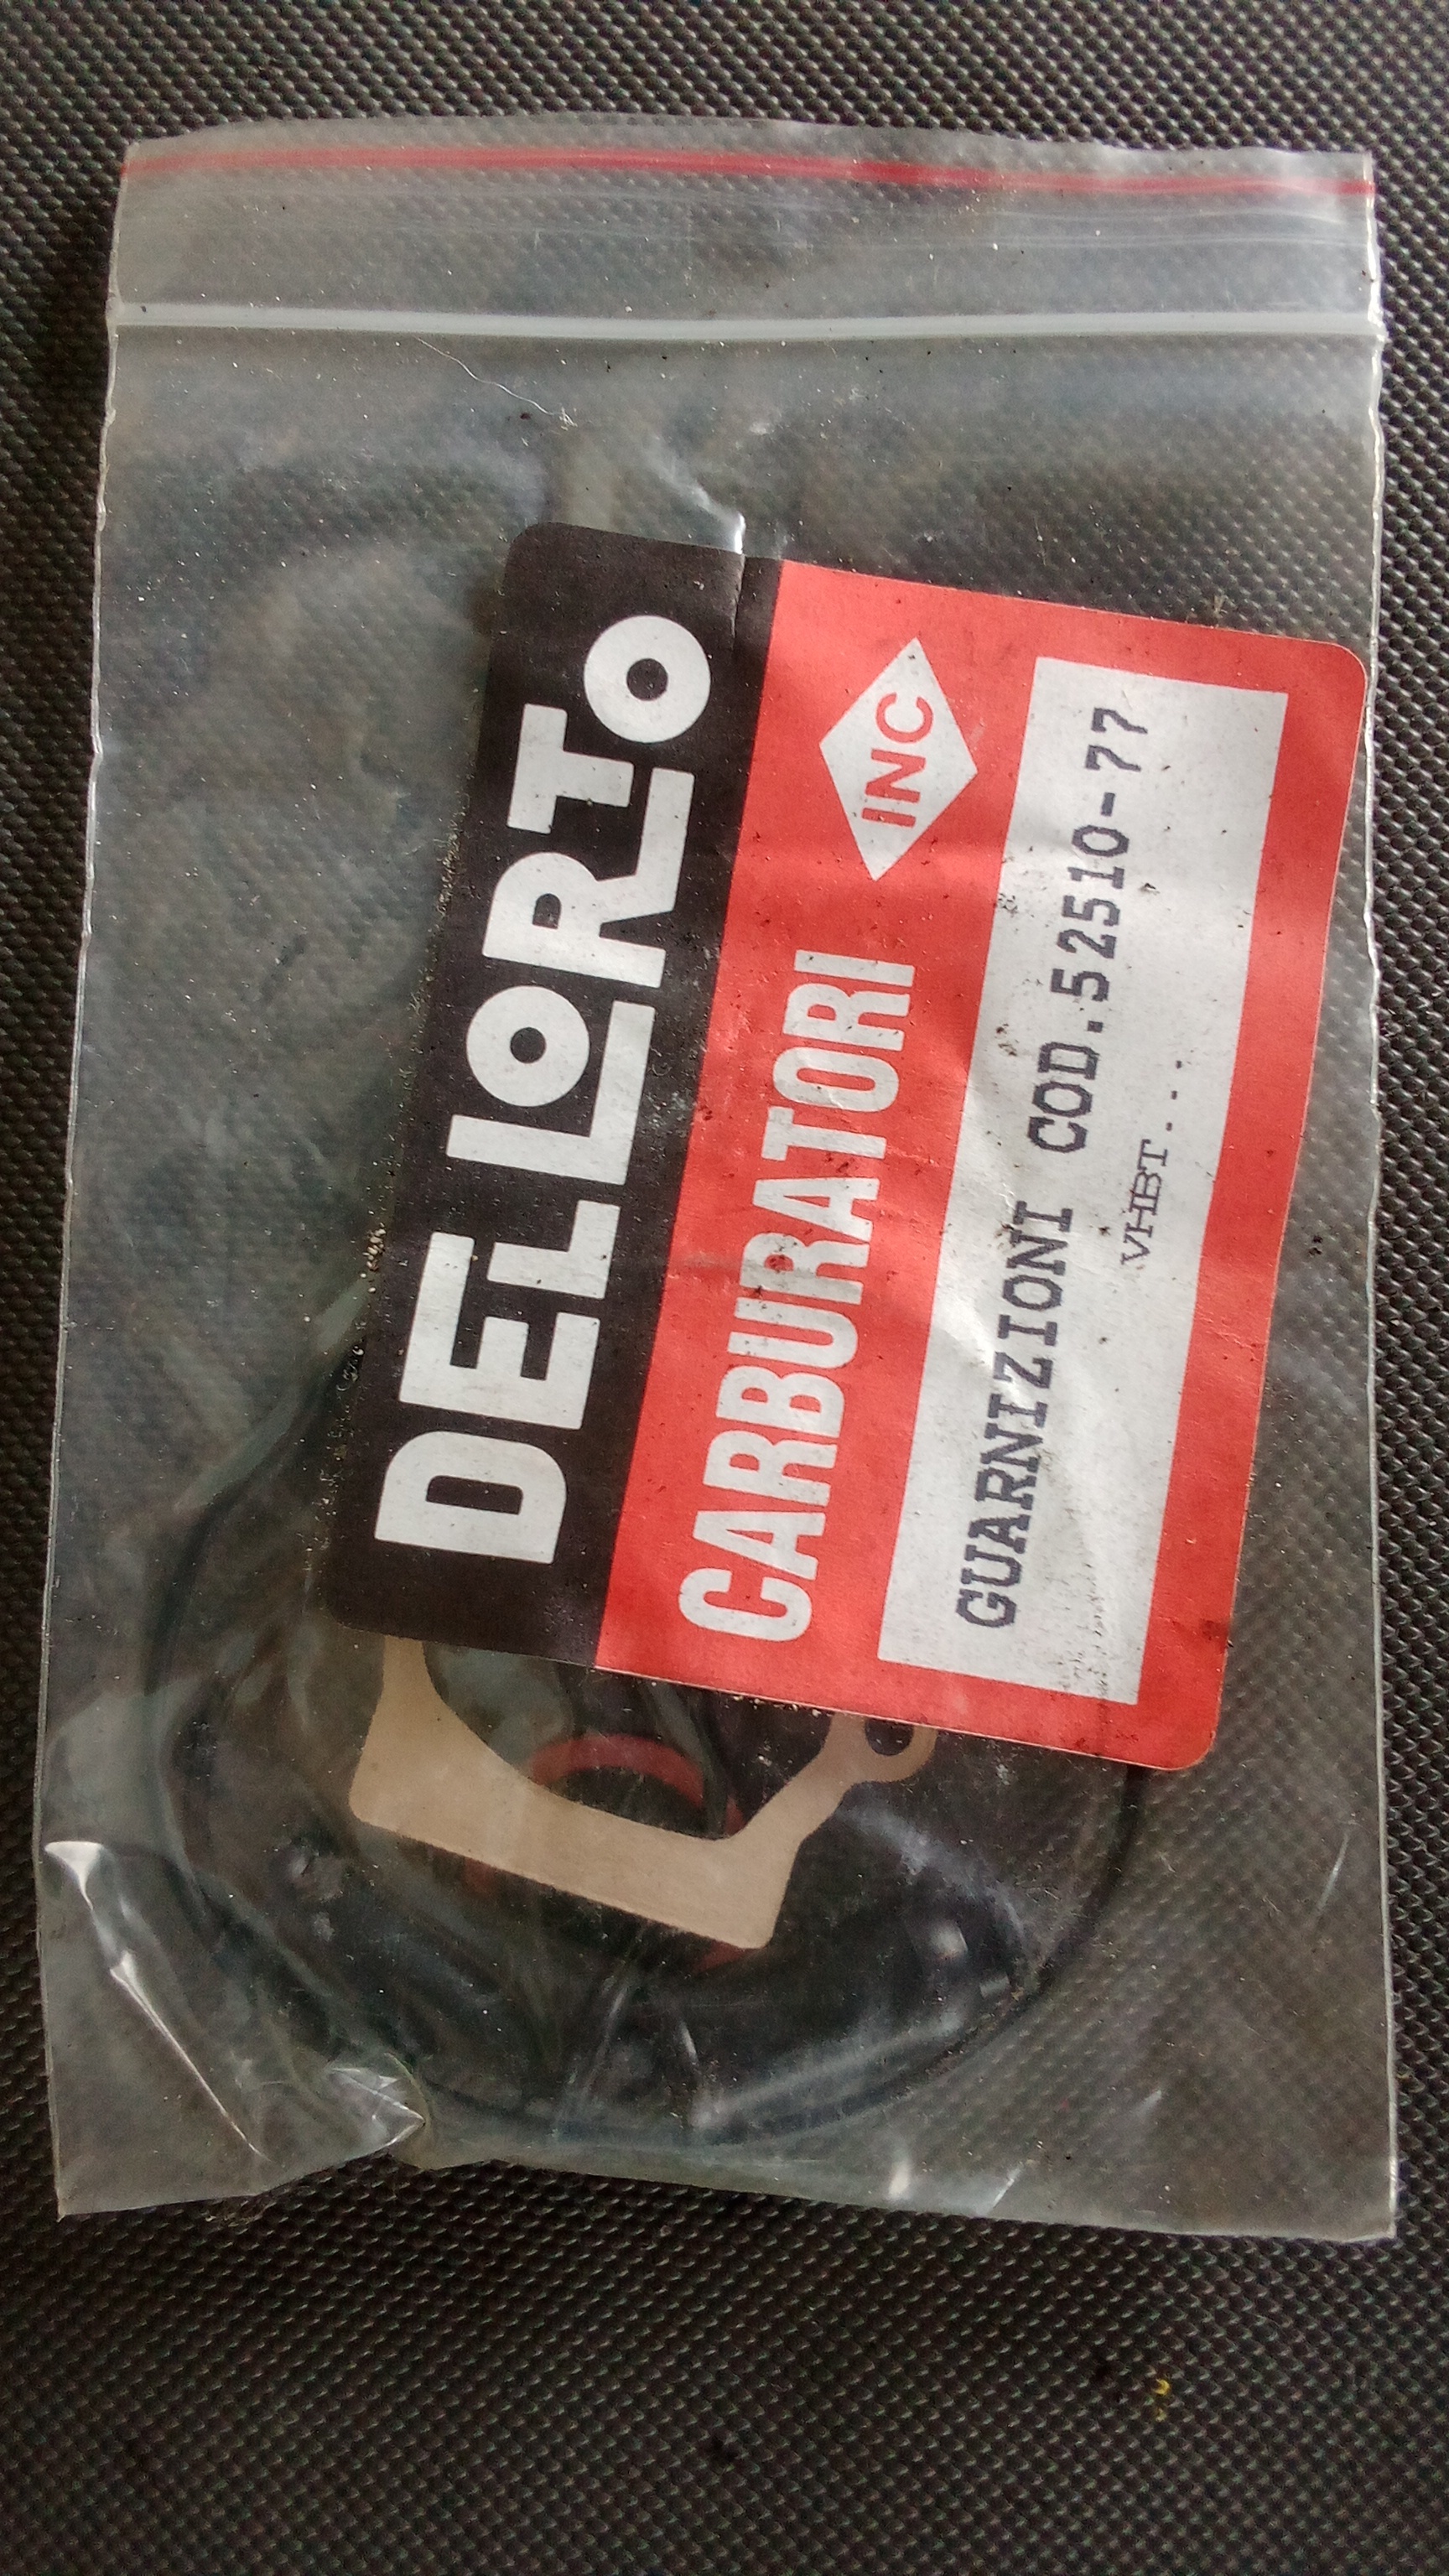 DELLORTO
CARBURATORI INC
GUARNIZIONI COD.52510-77
VHBT...